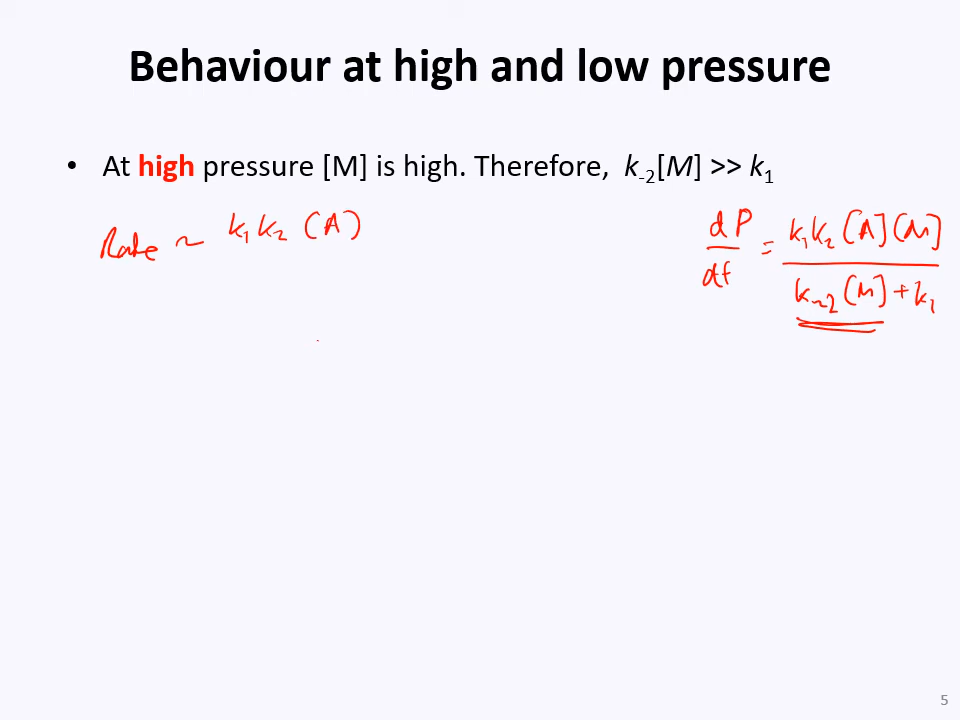 Behaviour at high and low pressure
• At high pressure [M] is high. Therefore, k₋₂[M] >> k₁
Rate ~ k₁k₂ (A)
dP/dt = k₁k₂[A](M) / k₋₂(M) + k₁
5